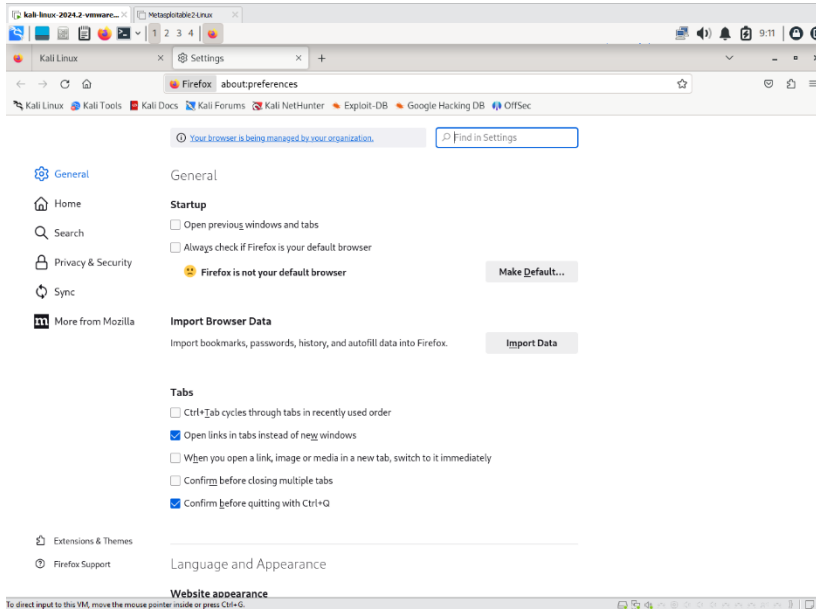 kali-linux-2024.2-vmware... Metasploitable2-Linux
1 2 3 4 9:11
Kali Linux Settings
Firefox about:preferences
Kali Linux Kali Tools Kali Docs Kali Forums Kali NetHunter Exploit-DB Google Hacking DB OffSec
Your browser is being managed by your organization. Find in Settings
General
Home
Search
Privacy & Security
Sync
More from Mozilla
Extensions & Themes
Firefox Support
General
Startup
Open previous windows and tabs
Always check if Firefox is your default browser
Firefox is not your default browser Make Default...
Import Browser Data
Import bookmarks, passwords, history, and autofill data into Firefox. Import Data
Tabs
Ctrl+Tab cycles through tabs in recently used order
Open links in tabs instead of new windows
When you open a link, image or media in a new tab, switch to it immediately
Confirm before closing multiple tabs
Confirm before quitting with Ctrl+Q
Language and Appearance
Website appearance
To direct input to this VM, move the mouse pointer inside or press Ctrl+G.